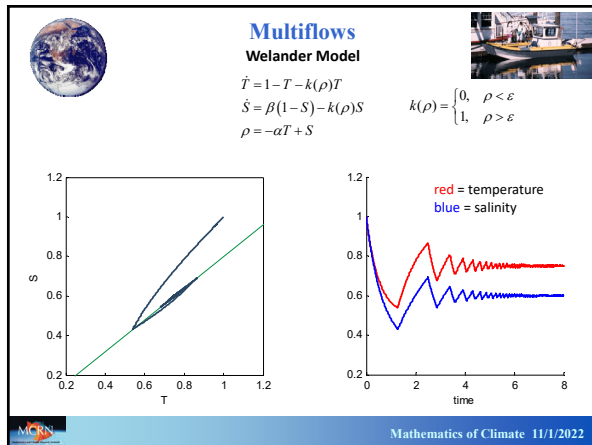 Multiflows
Welander Model
Ṫ = 1 − T − k(ρ)T
Ṡ = β(1 − S) − k(ρ)S
ρ = −αT + S
k(ρ) = {0, ρ < ε
1, ρ > ε
1.2
1
0.8
0.6
0.4
0.2
S
0.2 0.4 0.6 0.8 1 1.2
T
red = temperature
blue = salinity
1.2
1
0.8
0.6
0.4
0.2
0 2 4 6 8
time
MCRN
Mathematics of Climate 11/1/2022